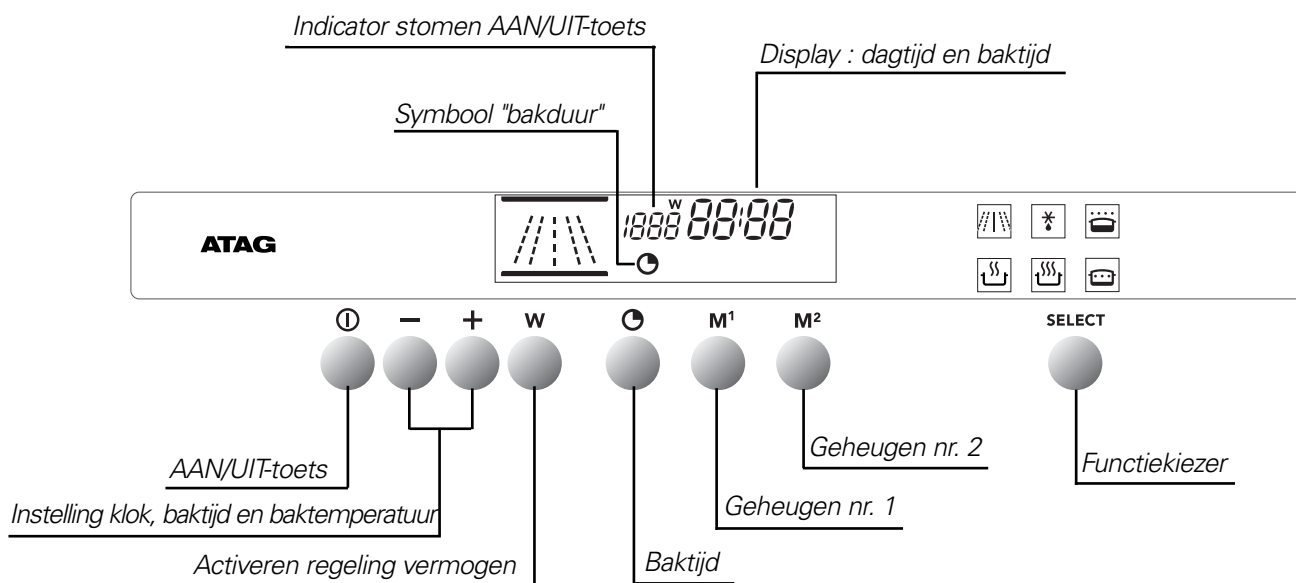 Indicator stomen AAN/UIT-toets
Display : dagtijd en baktijd
Symbool "bakduur"
W
1888 88:88
ATAG
W
M¹
M²
SELECT
Geheugen nr. 2
AAN/UIT-toets
Functiekiezer
Instelling klok, baktijd en baktemperatuur
Geheugen nr. 1
Activeren regeling vermogen
Baktijd